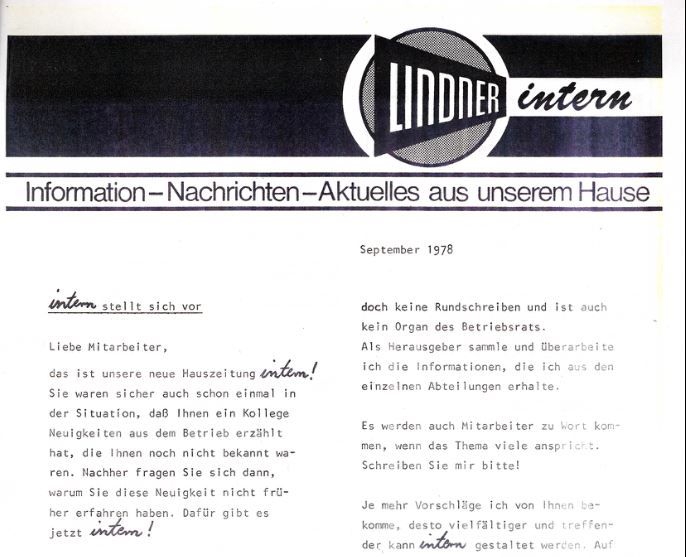 LINDNER intern
Information–Nachrichten–Aktuelles aus unserem Hause
September 1978
intern stellt sich vor
Liebe Mitarbeiter,
das ist unsere neue Hauszeitung intern!
Sie waren sicher auch schon einmal in
der Situation, daß Ihnen ein Kollege
Neuigkeiten aus dem Betrieb erzählt
hat, die Ihnen noch nicht bekannt wa-
ren. Nachher fragen Sie sich dann,
warum Sie diese Neuigkeit nicht frü-
her erfahren haben. Dafür gibt es
jetzt intern!
doch keine Rundschreiben und ist auch
kein Organ des Betriebsrats.
Als Herausgeber sammle und überarbeite
ich die Informationen, die ich aus den
einzelnen Abteilungen erhalte.
Es werden auch Mitarbeiter zu Wort kom-
men, wenn das Thema viele anspricht.
Schreiben Sie mir bitte!
Je mehr Vorschläge ich von Ihnen be-
komme, desto vielfältiger und treffen-
der kann intern gestaltet werden. Auf